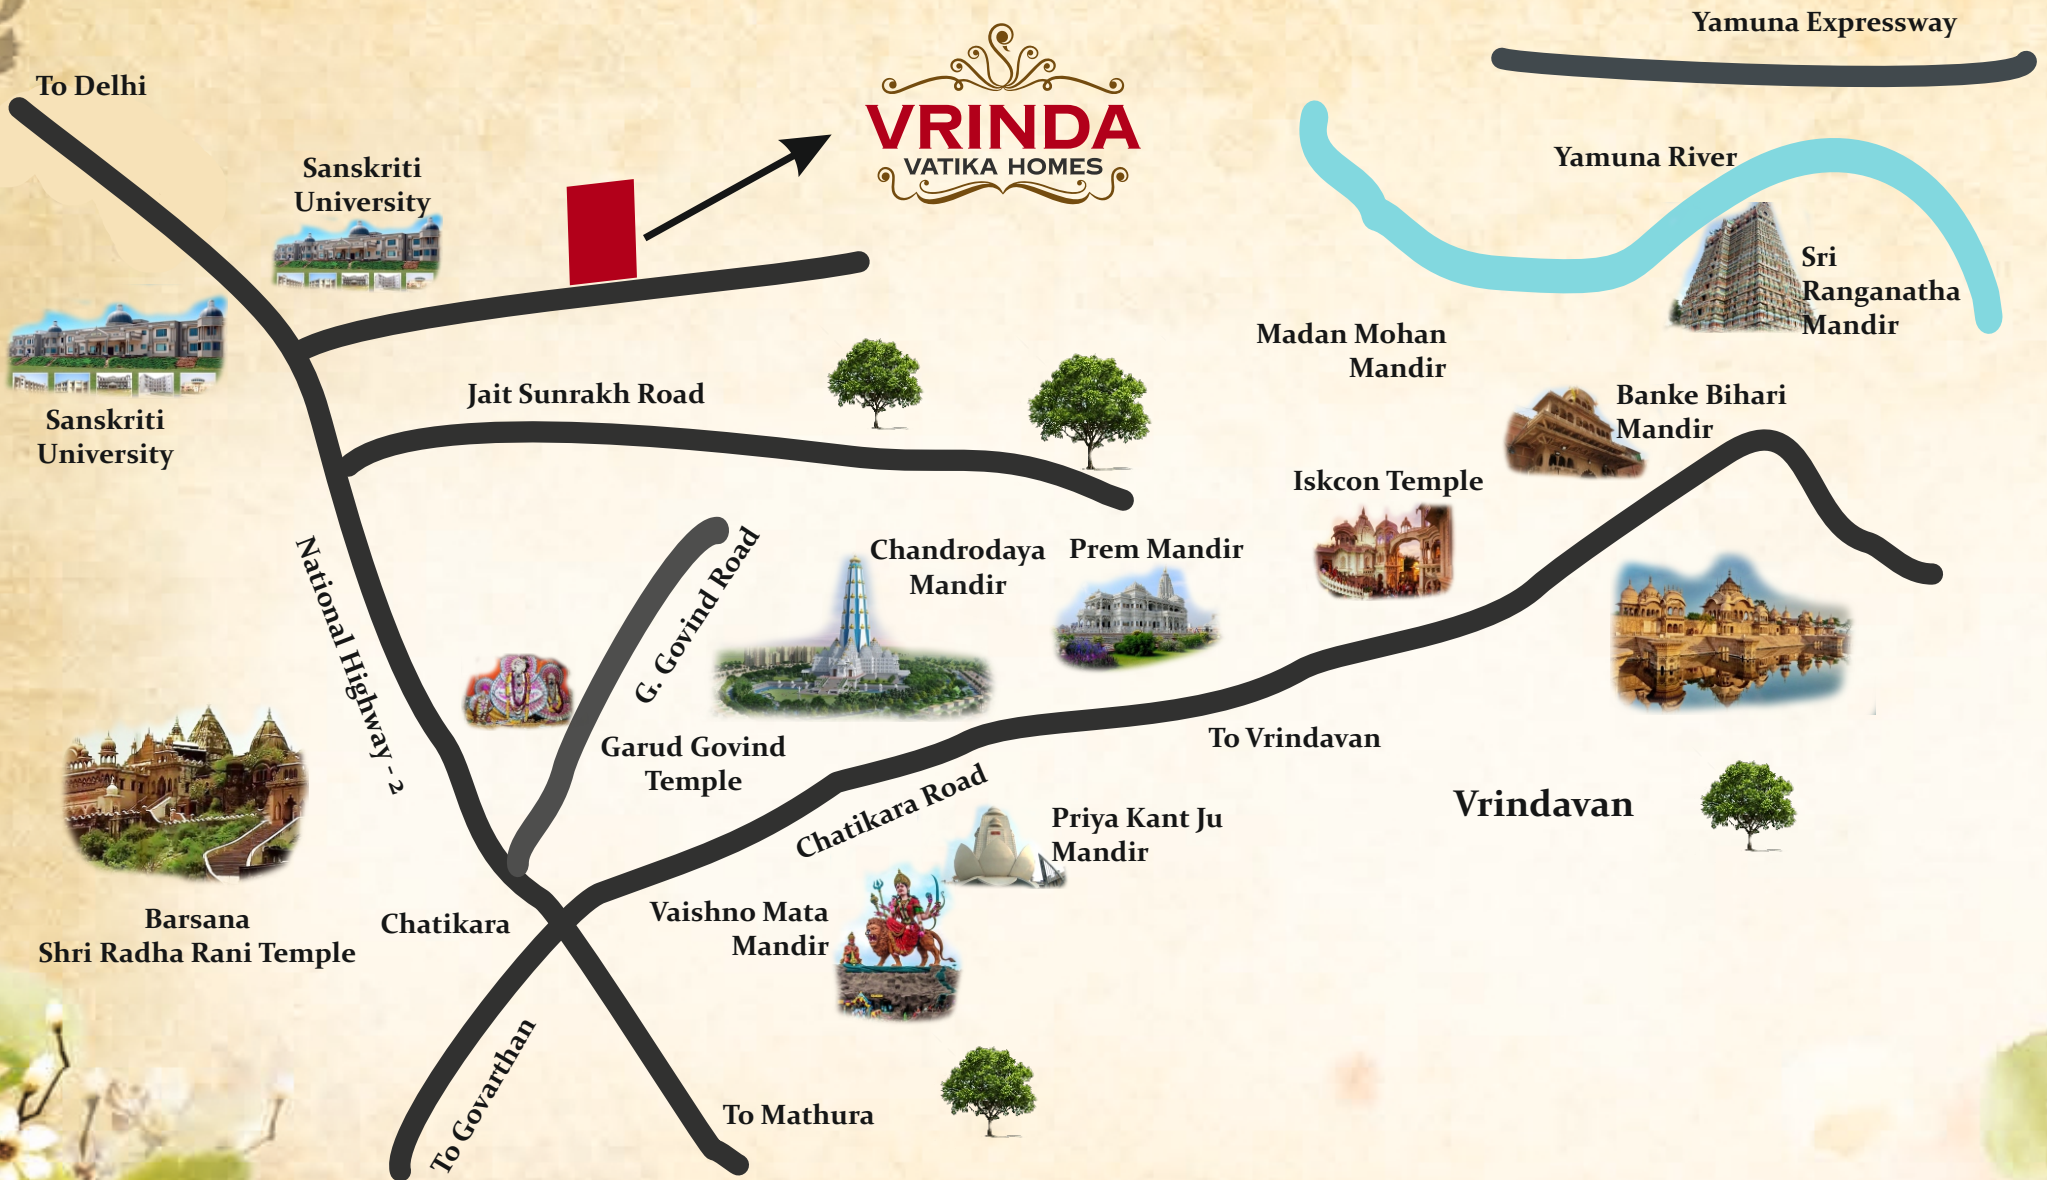 Yamuna Expressway
To Delhi
VRINDA
VATIKA HOMES
Sanskriti
University
Yamuna River
Sri
Ranganatha
Mandir
Madan Mohan
Mandir
Jait Sunrakh Road
Banke Bihari
Mandir
Sanskriti
University
Iskcon Temple
National Highway - 2
G. Govind Road
Chandrodaya
Mandir
Prem Mandir
Garud Govind
Temple
To Vrindavan
Chatikara Road
Vrindavan
Priya Kant Ju
Mandir
Barsana
Shri Radha Rani Temple
Chatikara
Vaishno Mata
Mandir
To Govarthan
To Mathura